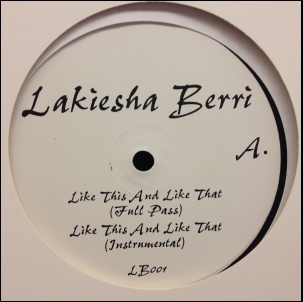 Lakiesha Berri
A.
Like This And Like That
(Full Pass)
Like This And Like That
(Instrumental)
LB001